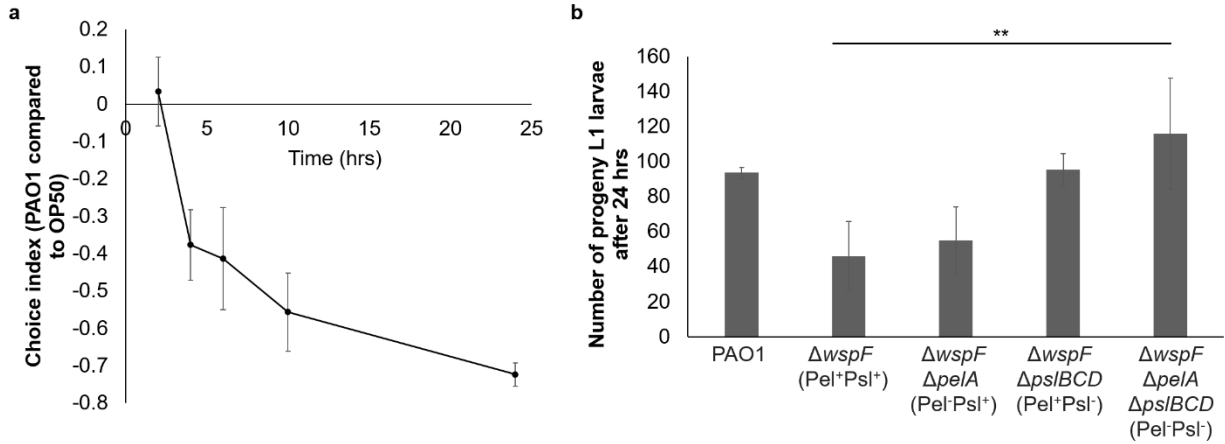 a
0.2
0.1
0
-0.1
-0.2
-0.3
-0.4
-0.5
-0.6
-0.7
-0.8
0 5 10 15 20 25
Time (hrs)
Choice index (PAO1 compared
to OP50)
b
**
160
140
120
100
80
60
40
20
0
Number of progeny L1 larvae
after 24 hrs
PAO1
ΔwspF
(Pel⁺Psl⁺)
ΔwspF
ΔpelA
(Pel⁻Psl⁺)
ΔwspF
ΔpslBCD
(Pel⁺Psl⁻)
ΔwspF
ΔpelA
ΔpslBCD
(Pel⁻Psl⁻)